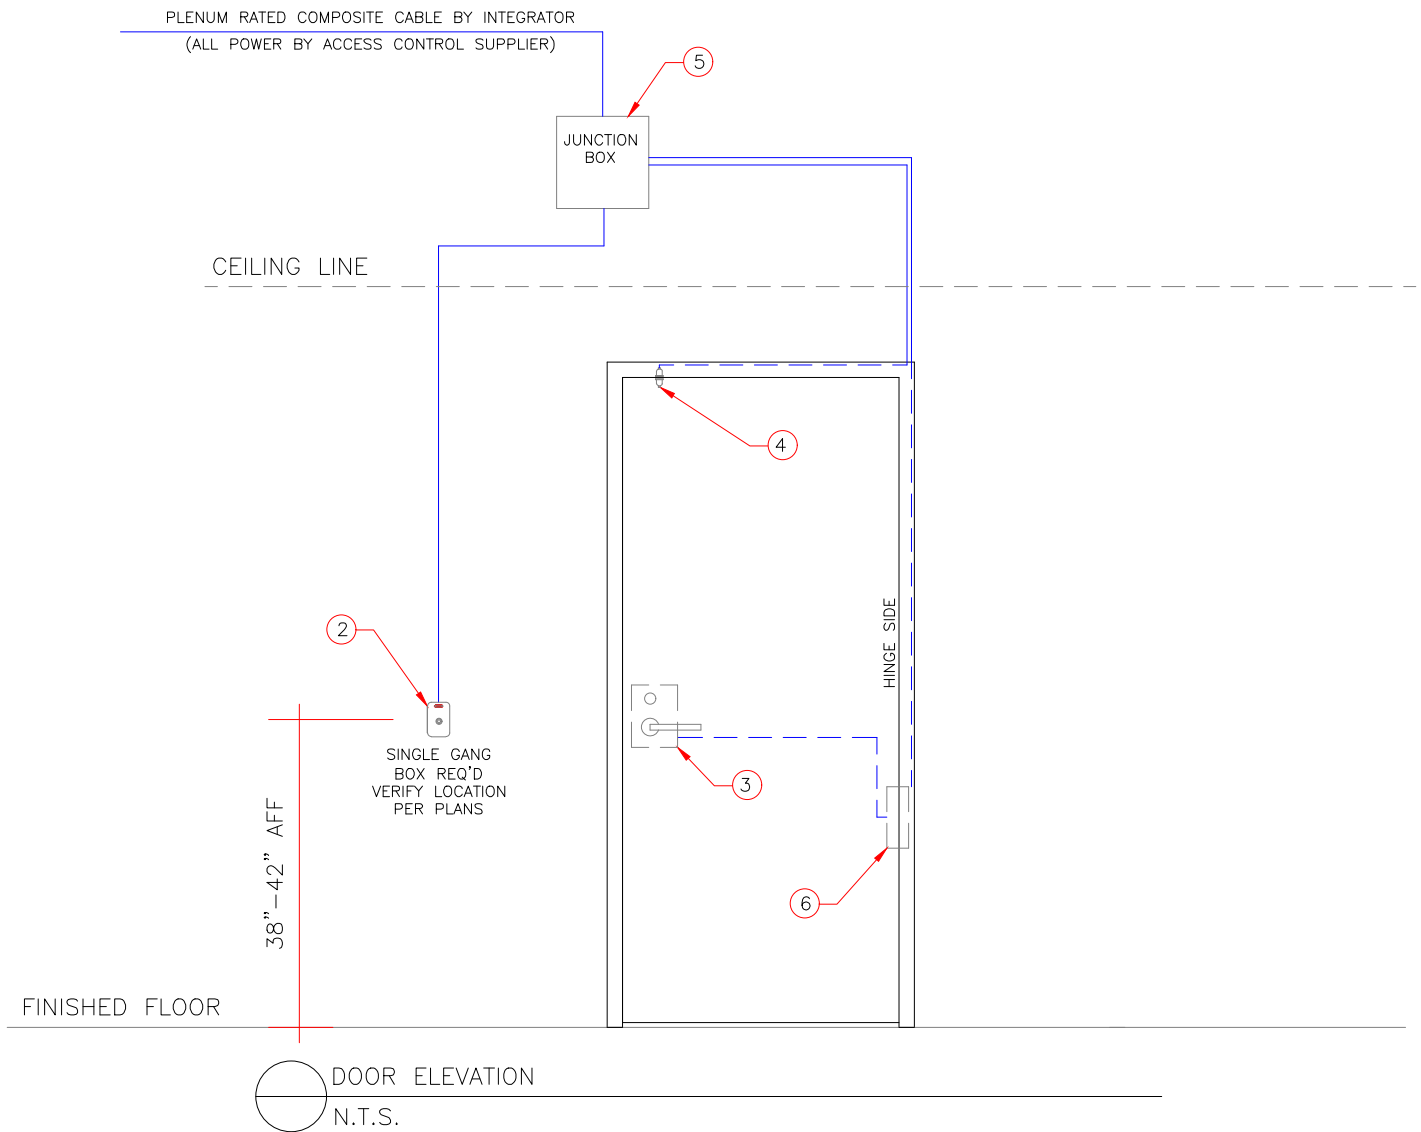 PLENUM RATED COMPOSITE CABLE BY INTEGRATOR
(ALL POWER BY ACCESS CONTROL SUPPLIER)
5
JUNCTION
BOX
CEILING LINE
4
2
HINGE SIDE
SINGLE GANG
BOX REQ'D
VERIFY LOCATION
PER PLANS
3
38"-42" AFF
6
FINISHED FLOOR
DOOR ELEVATION
N.T.S.